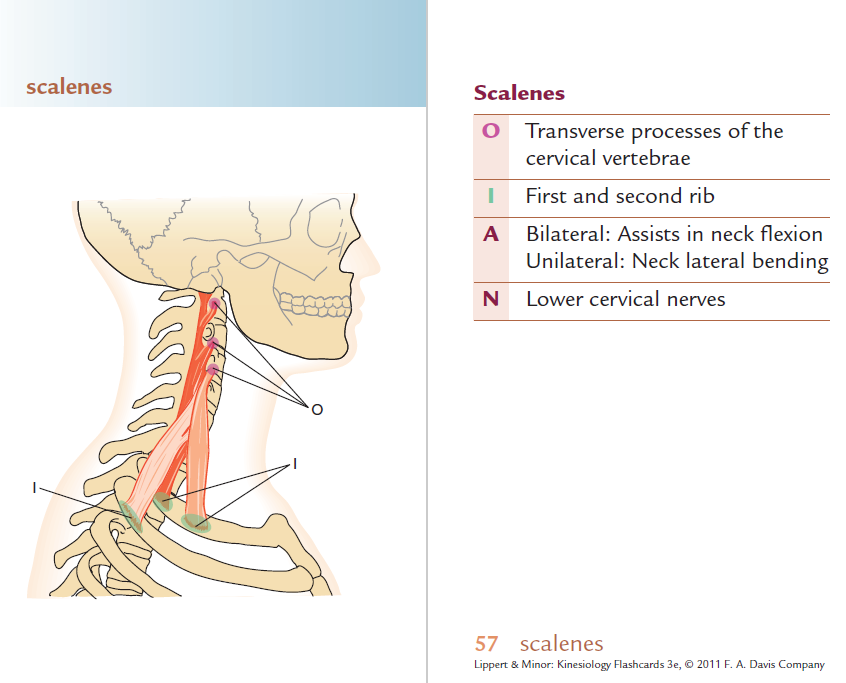 scalenes
O
I
I
Scalenes
O Transverse processes of the
cervical vertebrae
I First and second rib
A Bilateral: Assists in neck flexion
Unilateral: Neck lateral bending
N Lower cervical nerves
57 scalenes
Lippert & Minor: Kinesiology Flashcards 3e, © 2011 F. A. Davis Company